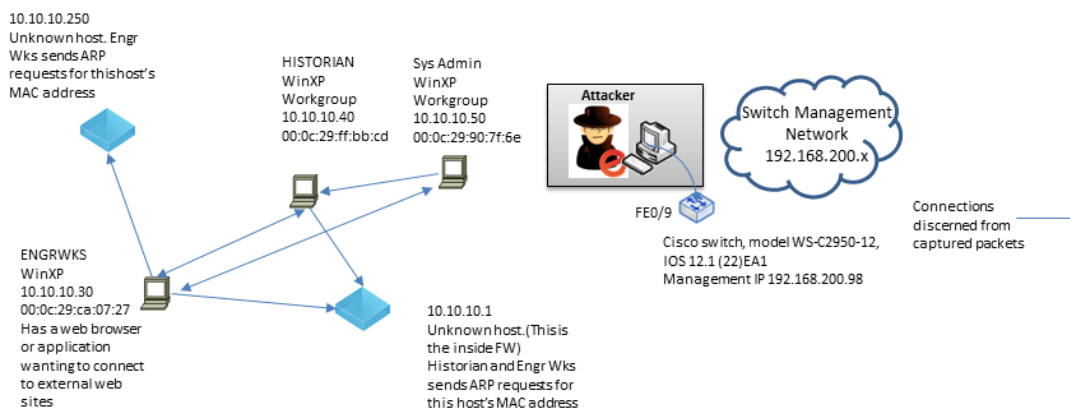 10.10.10.250
Unknown host. Engr
Wks sends ARP
requests for thishost's
MAC address
HISTORIAN
WinXP
Workgroup
10.10.10.40
00:0c:29:ff:bb:cd
Sys Admin
WinXP
Workgroup
10.10.10.50
00:0c:29:90:7f:6e
Attacker
Switch Management
Network
192.168.200.x
FE0/9
Cisco switch, model WS-C2950-12,
IOS 12.1 (22)EA1
Management IP 192.168.200.98
Connections
discerned from
captured packets
ENGRWKS
WinXP
10.10.10.30
00:0c:29:ca:07:27
Has a web browser
or application
wanting to connect
to external web
sites
10.10.10.1
Unknown host.(This is
the inside FW)
Historian and Engr Wks
sends ARP requests for
this host's MAC address